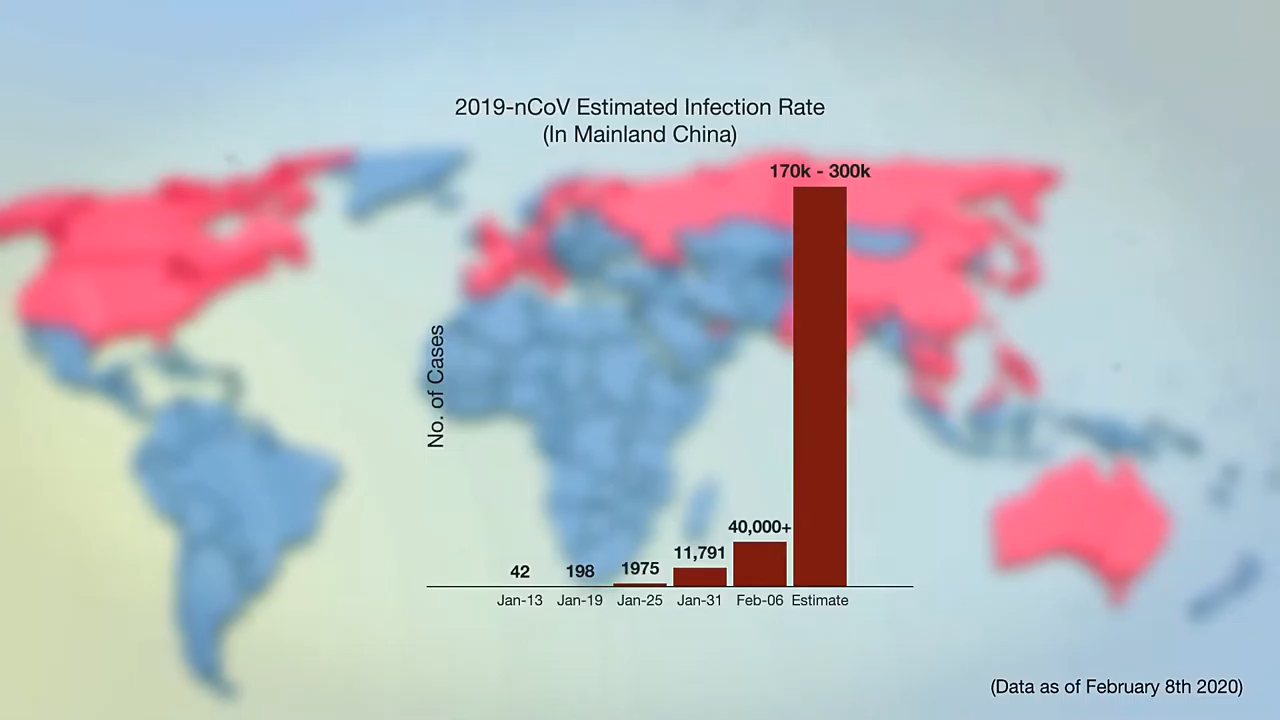 2019-nCoV Estimated Infection Rate
(In Mainland China)
170k - 300k
No. of Cases
40,000+
11,791
1975
198
42
Jan-13 Jan-19 Jan-25 Jan-31 Feb-06 Estimate
(Data as of February 8th 2020)